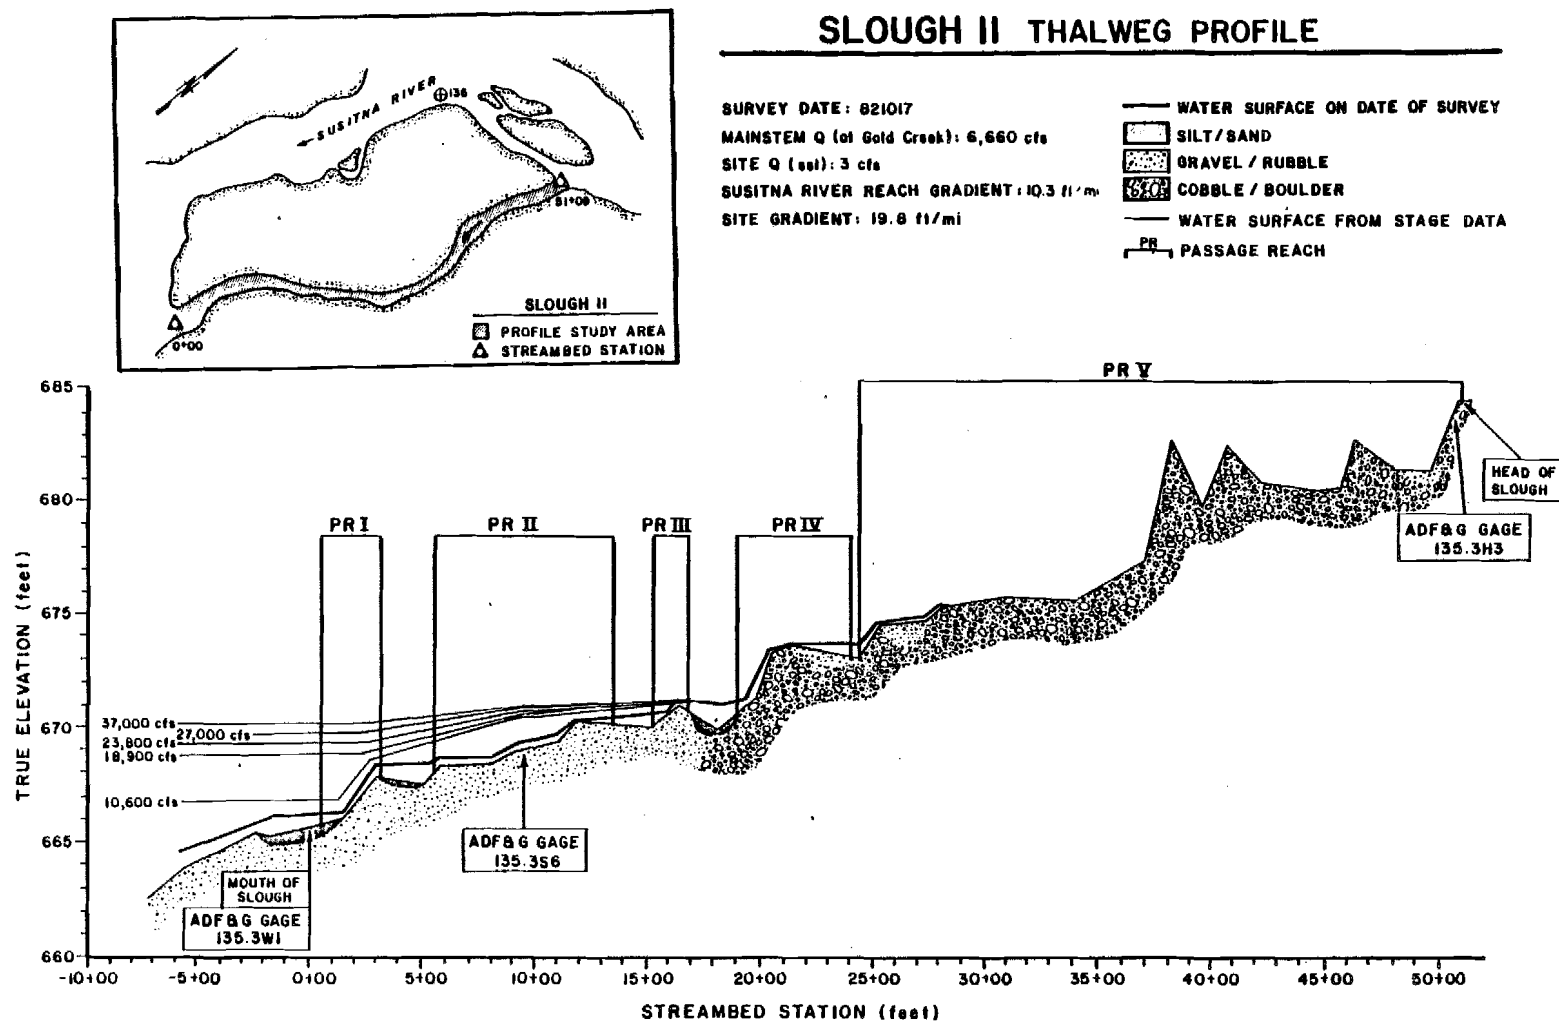 SLOUGH 11 THALWEG PROFILE
SUSITNA RIVER
136
51+00
0+00
SLOUGH 11
PROFILE STUDY AREA
STREAMBED STATION
SURVEY DATE: 821017
MAINSTEM Q (at Gold Creek): 6,660 cfs
SITE Q (est): 3 cfs
SUSITNA RIVER REACH GRADIENT: 10.3 ft/mi
SITE GRADIENT: 19.8 ft/mi
WATER SURFACE ON DATE OF SURVEY
SILT/SAND
GRAVEL / RUBBLE
COBBLE / BOULDER
WATER SURFACE FROM STAGE DATA
PR PASSAGE REACH
TRUE ELEVATION (feet)
685
680
675
670
665
660
PR I
PR II
PR III
PR IV
PR V
37,000 cfs
27,000 cfs
23,800 cfs
18,900 cfs
10,600 cfs
HEAD OF
SLOUGH
ADF&G GAGE
135.3H3
ADF&G GAGE
135.3S6
MOUTH OF
SLOUGH
ADF&G GAGE
135.3W1
-10+00 -5+00 0+00 5+00 10+00 15+00 20+00 25+00 30+00 35+00 40+00 45+00 50+00
STREAMBED STATION (feet)